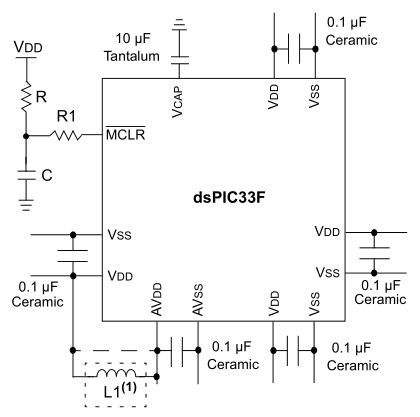 10 µF
Tantalum
0.1 µF
Ceramic
VDD
R
R1
C
MCLR
VCAP
VDD
VSS
dsPIC33F
VSS
VDD
VDD
VSS
0.1 µF
Ceramic
0.1 µF
Ceramic
AVDD
AVSS
VDD
VSS
0.1 µF
Ceramic
0.1 µF
Ceramic
L1(1)